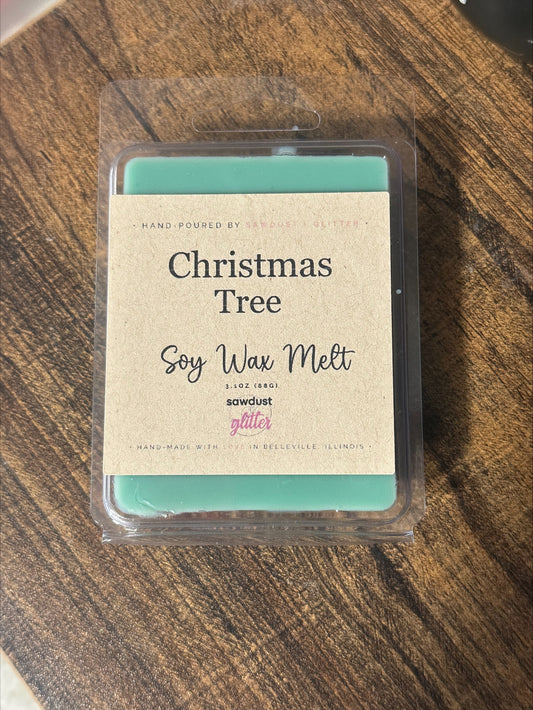 · HAND-POURED BY SAWDUST + GLITTER ·
Christmas
Tree
Soy Wax Melt
3.1OZ (88G)
sawdust
glitter
· HAND-MADE WITH LOVE IN BELLEVILLE, ILLINOIS ·